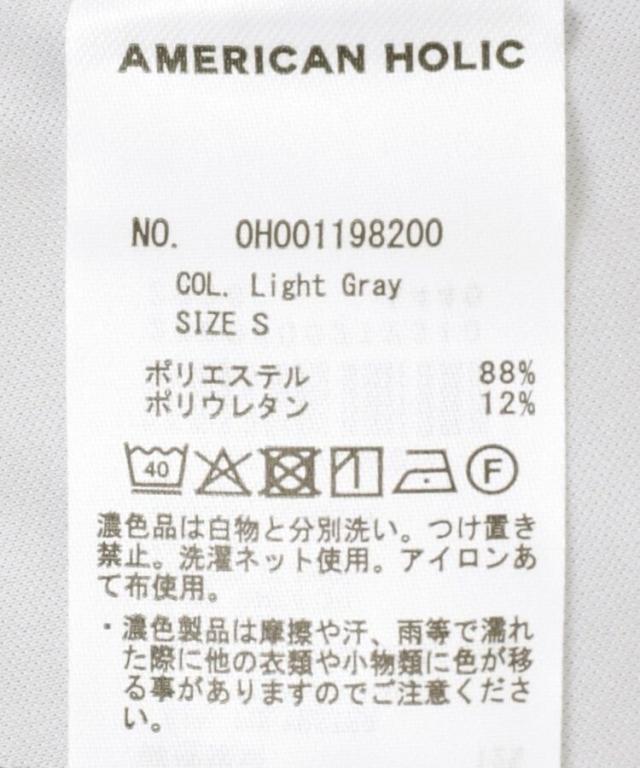 AMERICAN HOLIC
NO. OH001198200
COL. Light Gray
SIZE S
ポリエステル 88%
ポリウレタン 12%
40 F
濃色品は白物と分別洗い。つけ置き
禁止。洗濯ネット使用。アイロンあ
て布使用。
・濃色製品は摩擦や汗、雨等で濡れ
た際に他の衣類や小物類に色が移
る事がありますのでご注意くださ
い。